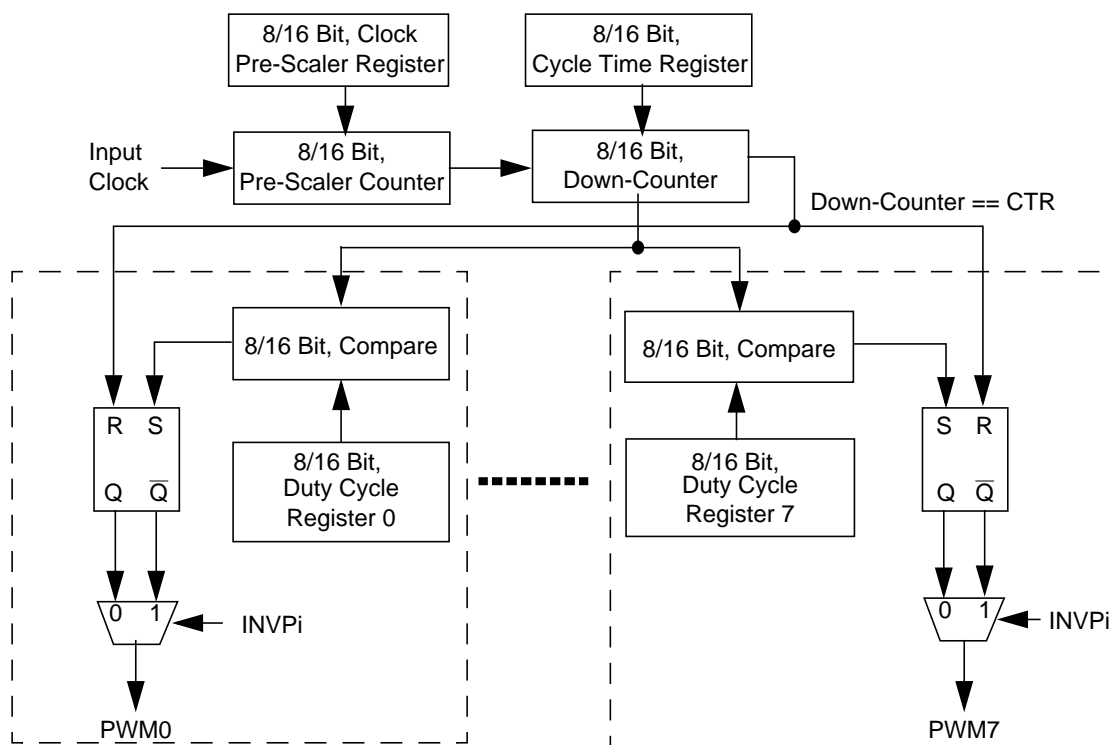 8/16 Bit, Clock
Pre-Scaler Register
8/16 Bit,
Cycle Time Register
Input
Clock
8/16 Bit,
Pre-Scaler Counter
8/16 Bit,
Down-Counter
Down-Counter == CTR
8/16 Bit, Compare
8/16 Bit, Compare
R S
Q Q̅
8/16 Bit,
Duty Cycle
Register 0
8/16 Bit,
Duty Cycle
Register 7
S R
Q Q̅
0 1
INVPi
0 1
INVPi
PWM0
PWM7